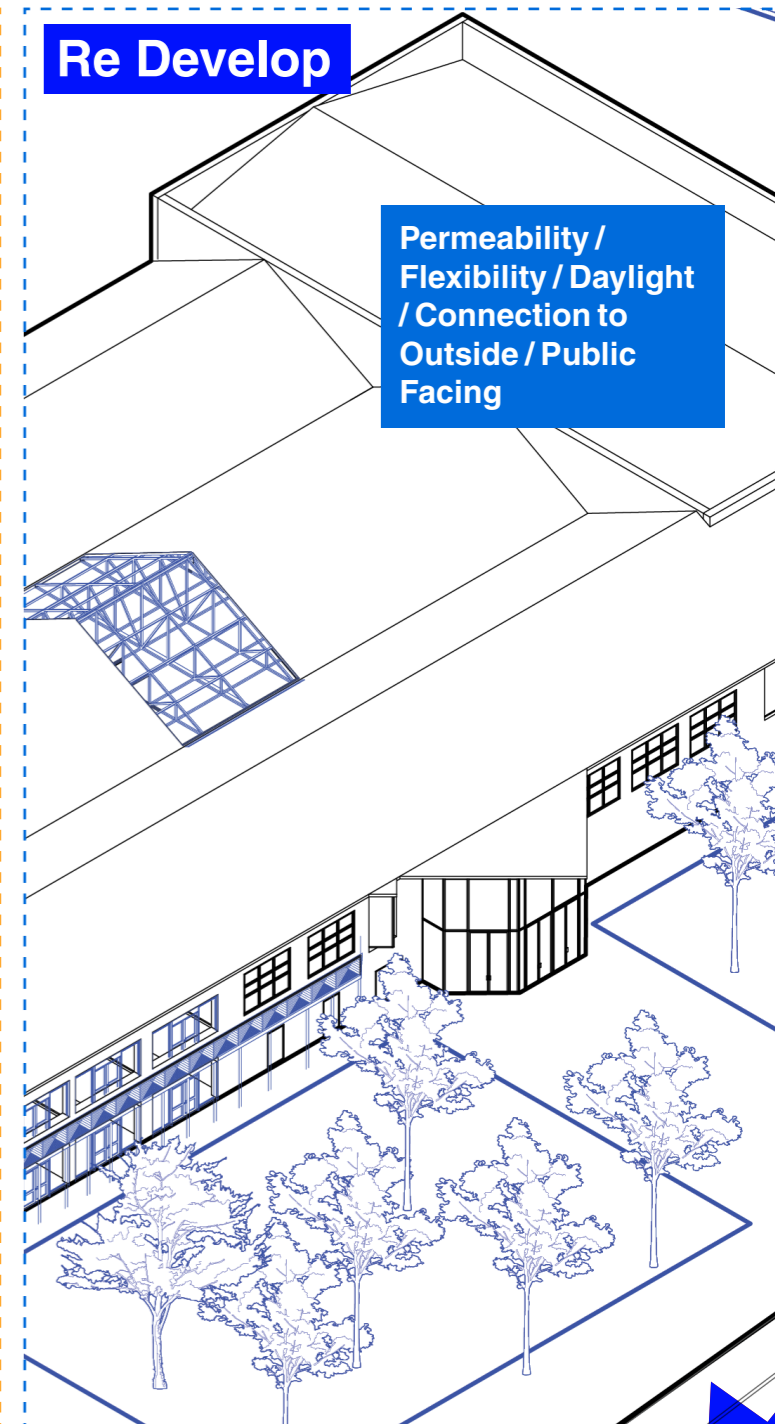 Re Develop
Permeability /
Flexibility / Daylight
/ Connection to
Outside / Public
Facing